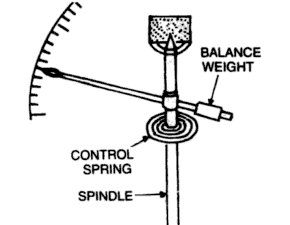 BALANCE
WEIGHT
CONTROL
SPRING
SPINDLE